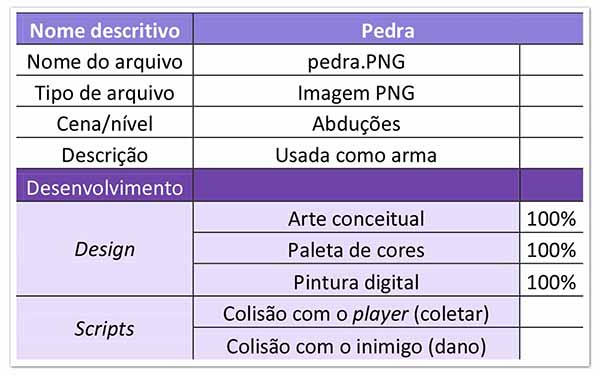 Nome descritivo Pedra
Nome do arquivo pedra.PNG
Tipo de arquivo Imagem PNG
Cena/nível Abduções
Descrição Usada como arma
Desenvolvimento
Arte conceitual 100%
Design Paleta de cores 100%
Pintura digital 100%
Scripts Colisão com o player (coletar)
Colisão com o inimigo (dano)